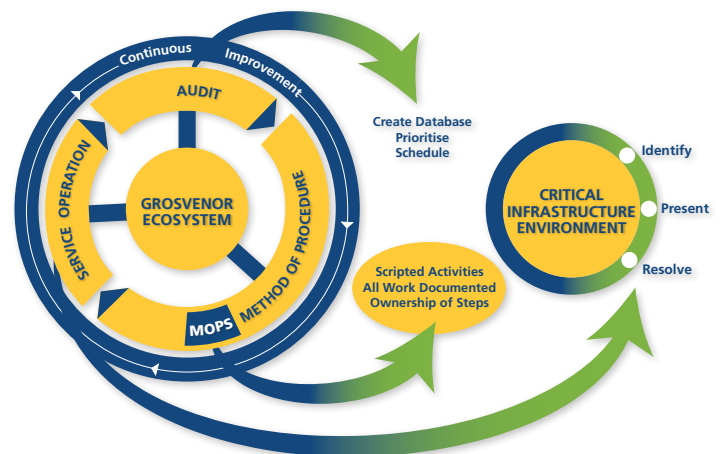 Continuous Improvement
AUDIT
SERVICE OPERATION
GROSVENOR
ECOSYSTEM
METHOD OF PROCEDURE
MOPS
Create Database
Prioritise
Schedule
Scripted Activities
All Work Documented
Ownership of Steps
CRITICAL
INFRASTRUCTURE
ENVIRONMENT
Identify
Present
Resolve